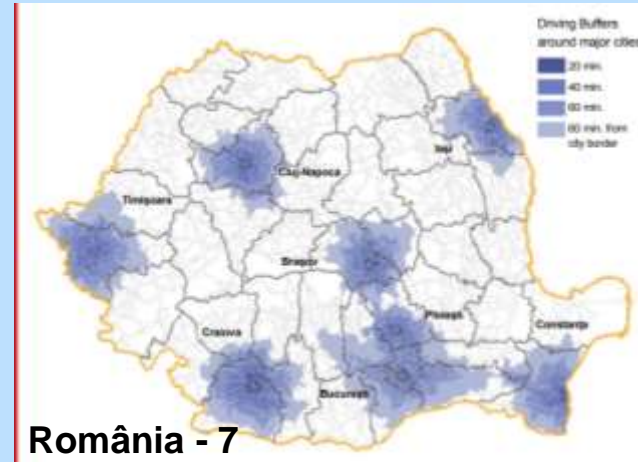 Driving Buffers
around major cities
20 min.
40 min.
60 min.
60 min. from
city border
Iași
Cluj-Napoca
Timișoara
Brașov
Ploiești
Constanța
Craiova
București
România - 7